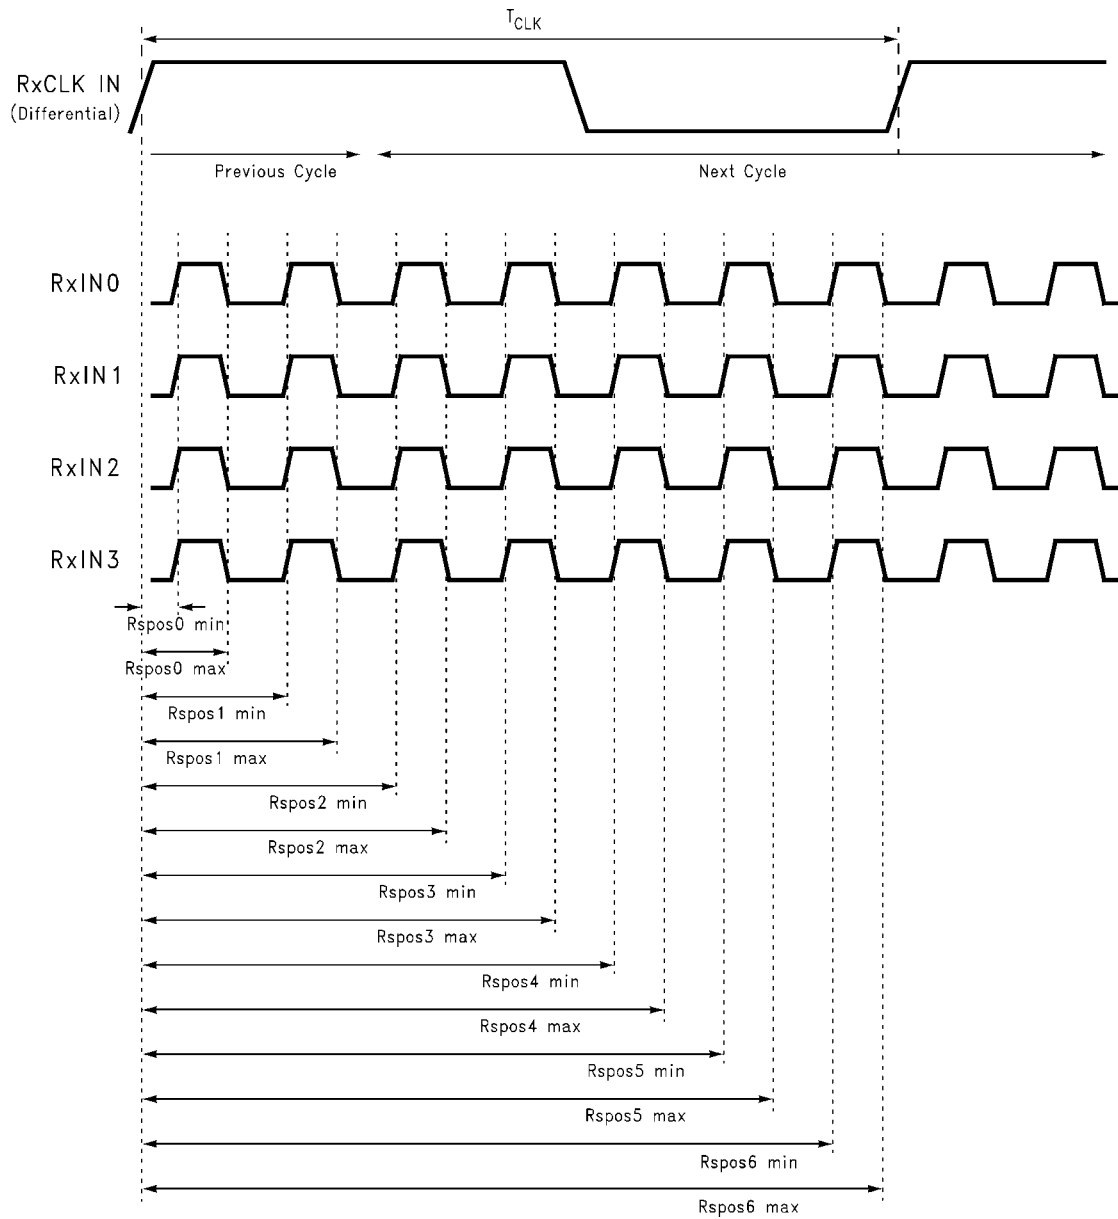 TCLK
RxCLK IN
(Differential)
Previous Cycle
Next Cycle
RxIN0
RxIN1
RxIN2
RxIN3
Rspos0 min
Rspos0 max
Rspos1 min
Rspos1 max
Rspos2 min
Rspos2 max
Rspos3 min
Rspos3 max
Rspos4 min
Rspos4 max
Rspos5 min
Rspos5 max
Rspos6 min
Rspos6 max